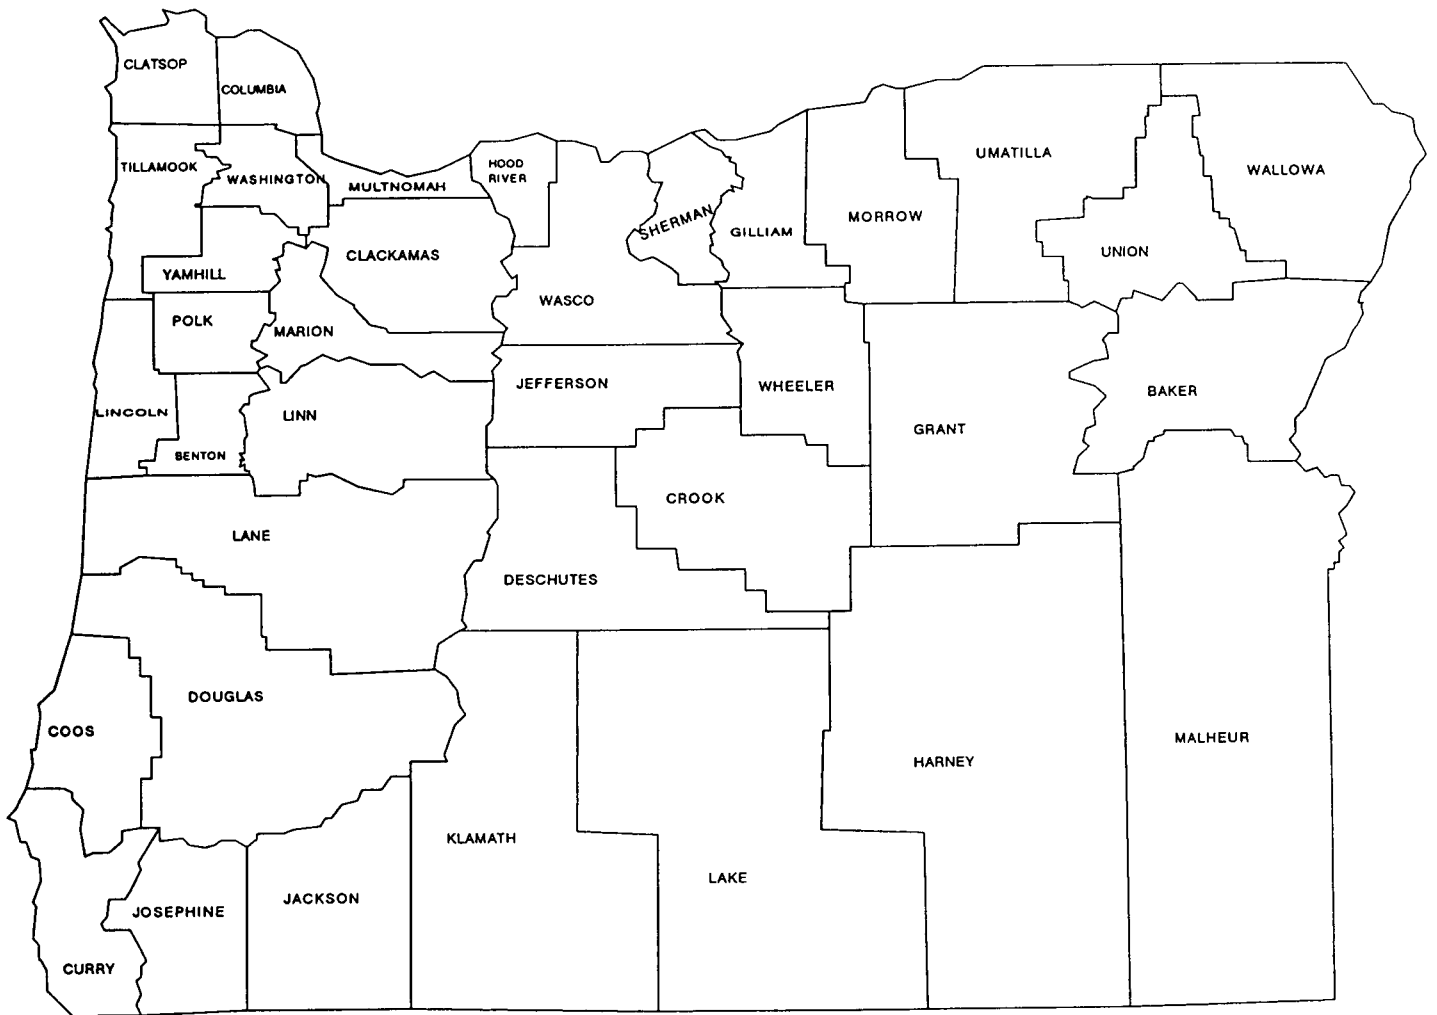 CLATSOP
COLUMBIA
TILLAMOOK
WASHINGTON
MULTNOMAH
HOOD
RIVER
UMATILLA
WALLOWA
SHERMAN
GILLIAM
MORROW
UNION
YAMHILL
CLACKAMAS
WASCO
POLK
MARION
JEFFERSON
WHEELER
BAKER
LINCOLN
LINN
GRANT
BENTON
CROOK
LANE
DESCHUTES
DOUGLAS
COOS
MALHEUR
HARNEY
KLAMATH
LAKE
JACKSON
JOSEPHINE
CURRY